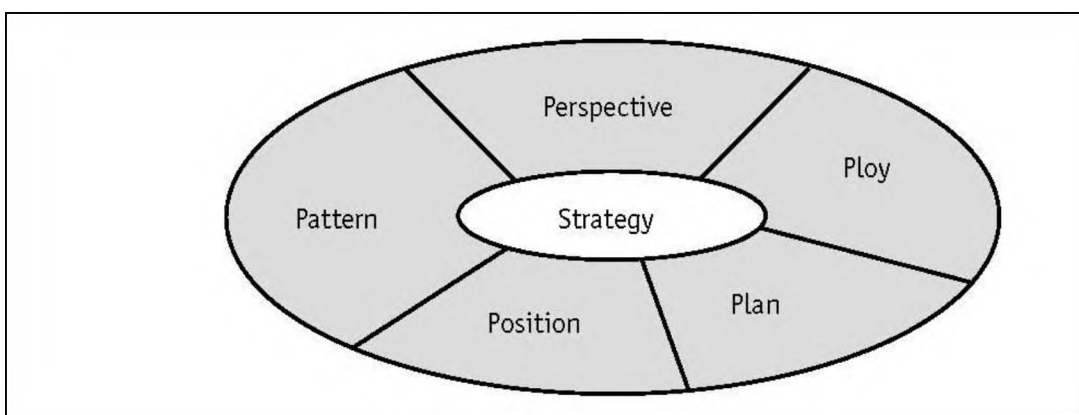 Perspective
Ploy
Pattern
Strategy
Plan
Position